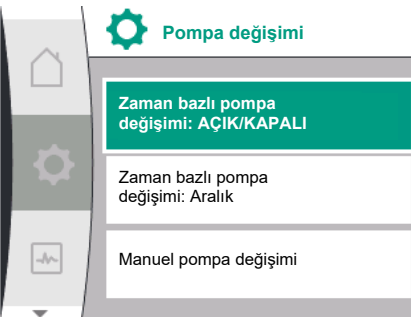 Pompa değişimi
Zaman bazlı pompa
değişimi: AÇIK/KAPALI
Zaman bazlı pompa
değişimi: Aralık
Manuel pompa değişimi